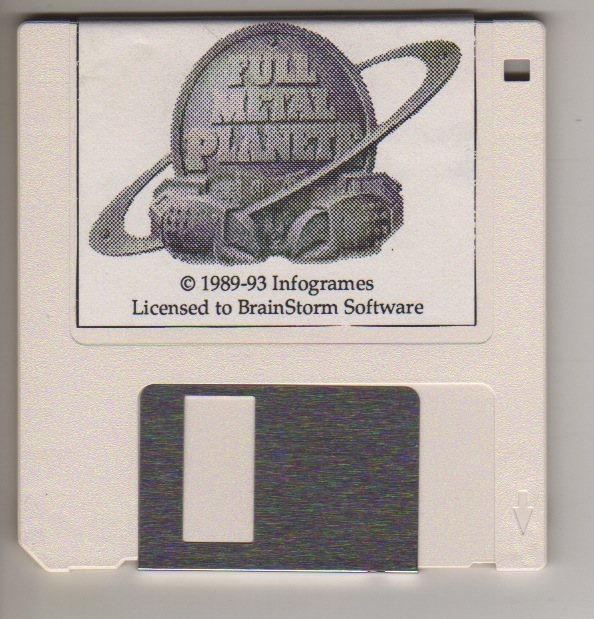 FULL
METAL
PLANETE
© 1989-93 Infogrames
Licensed to BrainStorm Software